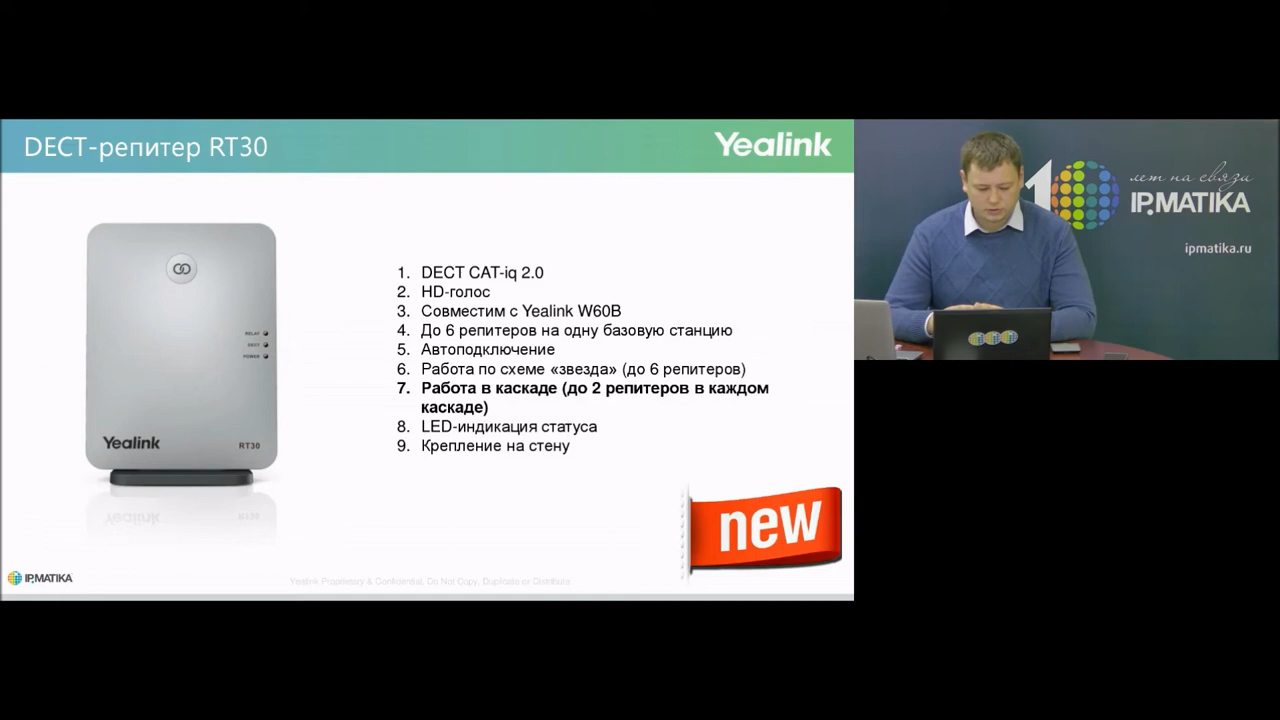 DECT-репитер RT30
Yealink
RELAY
DECT
POWER
Yealink
RT30
1. DECT CAT-iq 2.0
2. HD-голос
3. Совместим с Yealink W60B
4. До 6 репитеров на одну базовую станцию
5. Автоподключение
6. Работа по схеме «звезда» (до 6 репитеров)
7. Работа в каскаде (до 2 репитеров в каждом
каскаде)
8. LED-индикация статуса
9. Крепление на стену
new
IP.MATIKA
Yealink Proprietary & Confidential. Do Not Copy, Duplicate or Distribute.
10 лет на связи
IP.MATIKA
ipmatika.ru